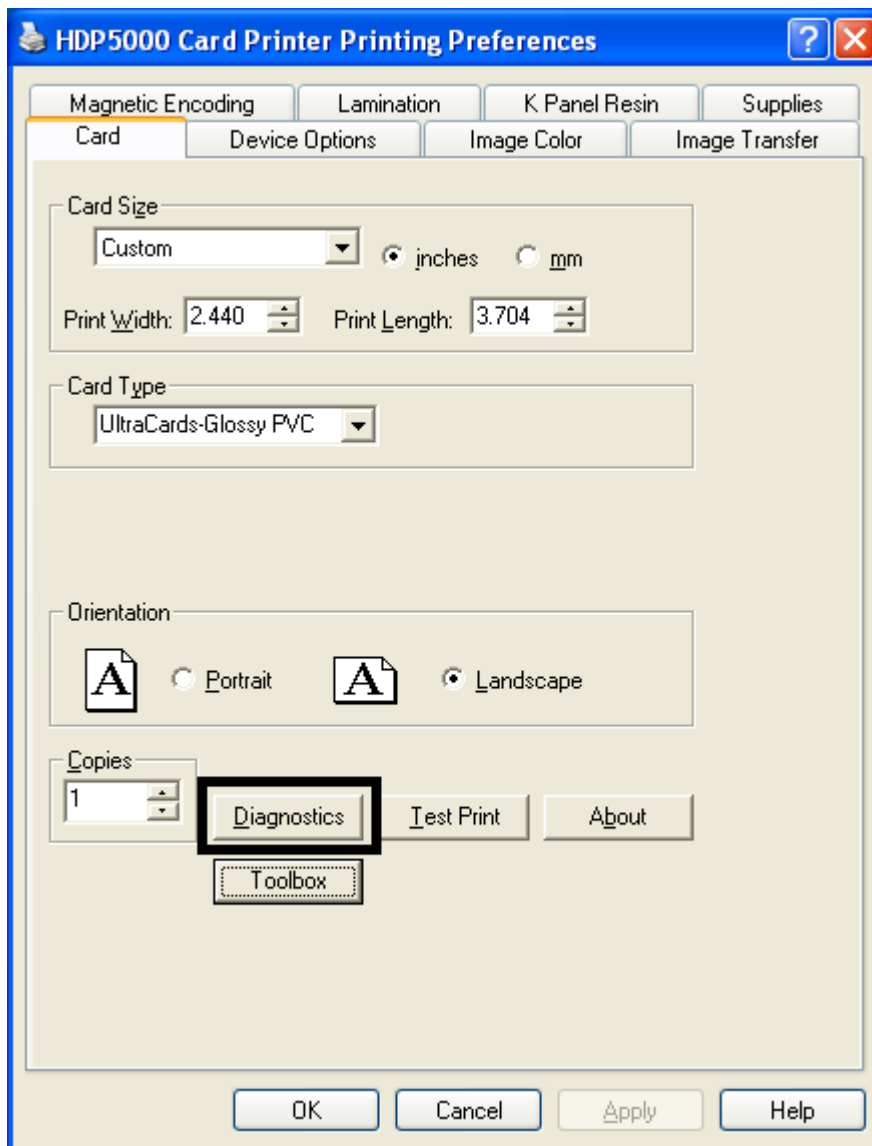 HDP5000 Card Printer Printing Preferences
Magnetic Encoding Lamination K Panel Resin Supplies
Card Device Options Image Color Image Transfer
Card Size
Custom inches mm
Print Width: 2.440 Print Length: 3.704
Card Type
UltraCards-Glossy PVC
Orientation
A Portrait A Landscape
Copies
1 Diagnostics Test Print About
Toolbox
OK Cancel Apply Help